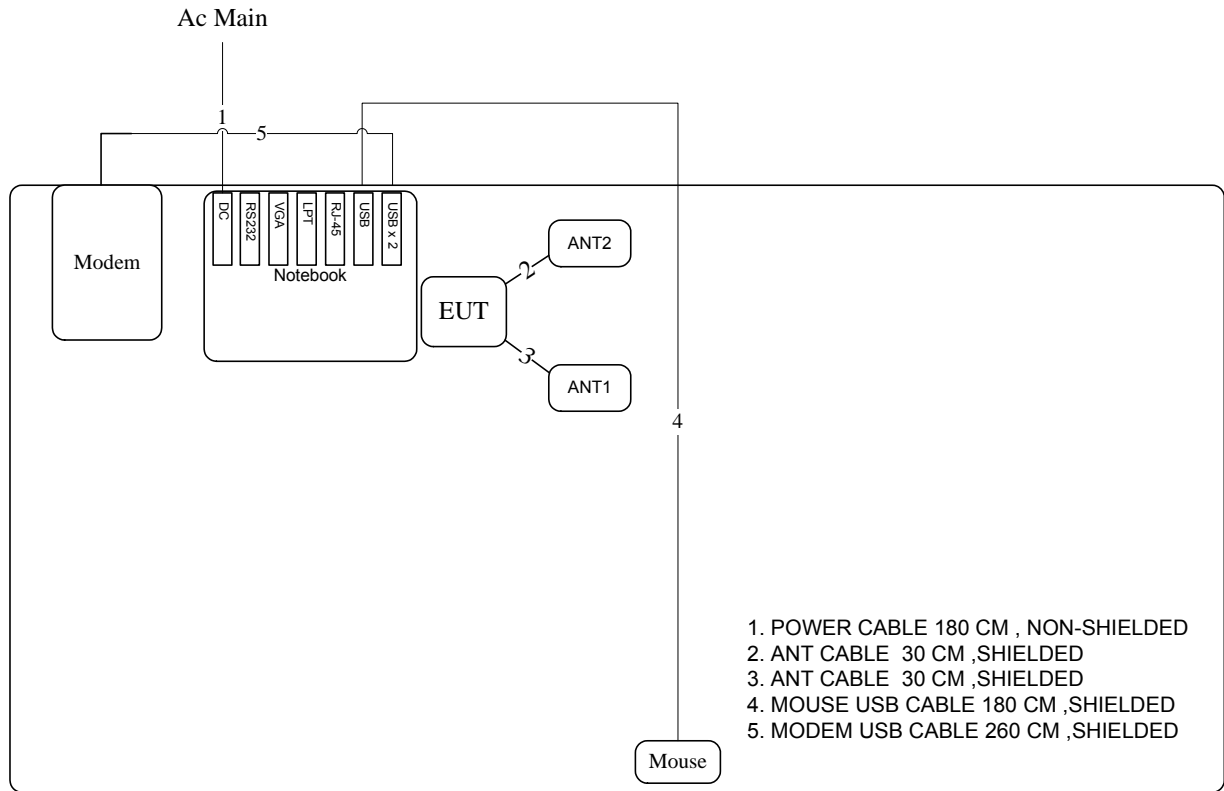 Ac Main
1
5
DC
RS232
VGA
LPT
RJ-45
USB
USB x 2
Modem
Notebook
ANT2
2
EUT
3
ANT1
4
1. POWER CABLE 180 CM , NON-SHIELDED
2. ANT CABLE  30 CM ,SHIELDED
3. ANT CABLE  30 CM ,SHIELDED
4. MOUSE USB CABLE 180 CM ,SHIELDED
5. MODEM USB CABLE 260 CM ,SHIELDED
Mouse